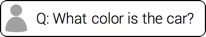 Q: What color is the car?